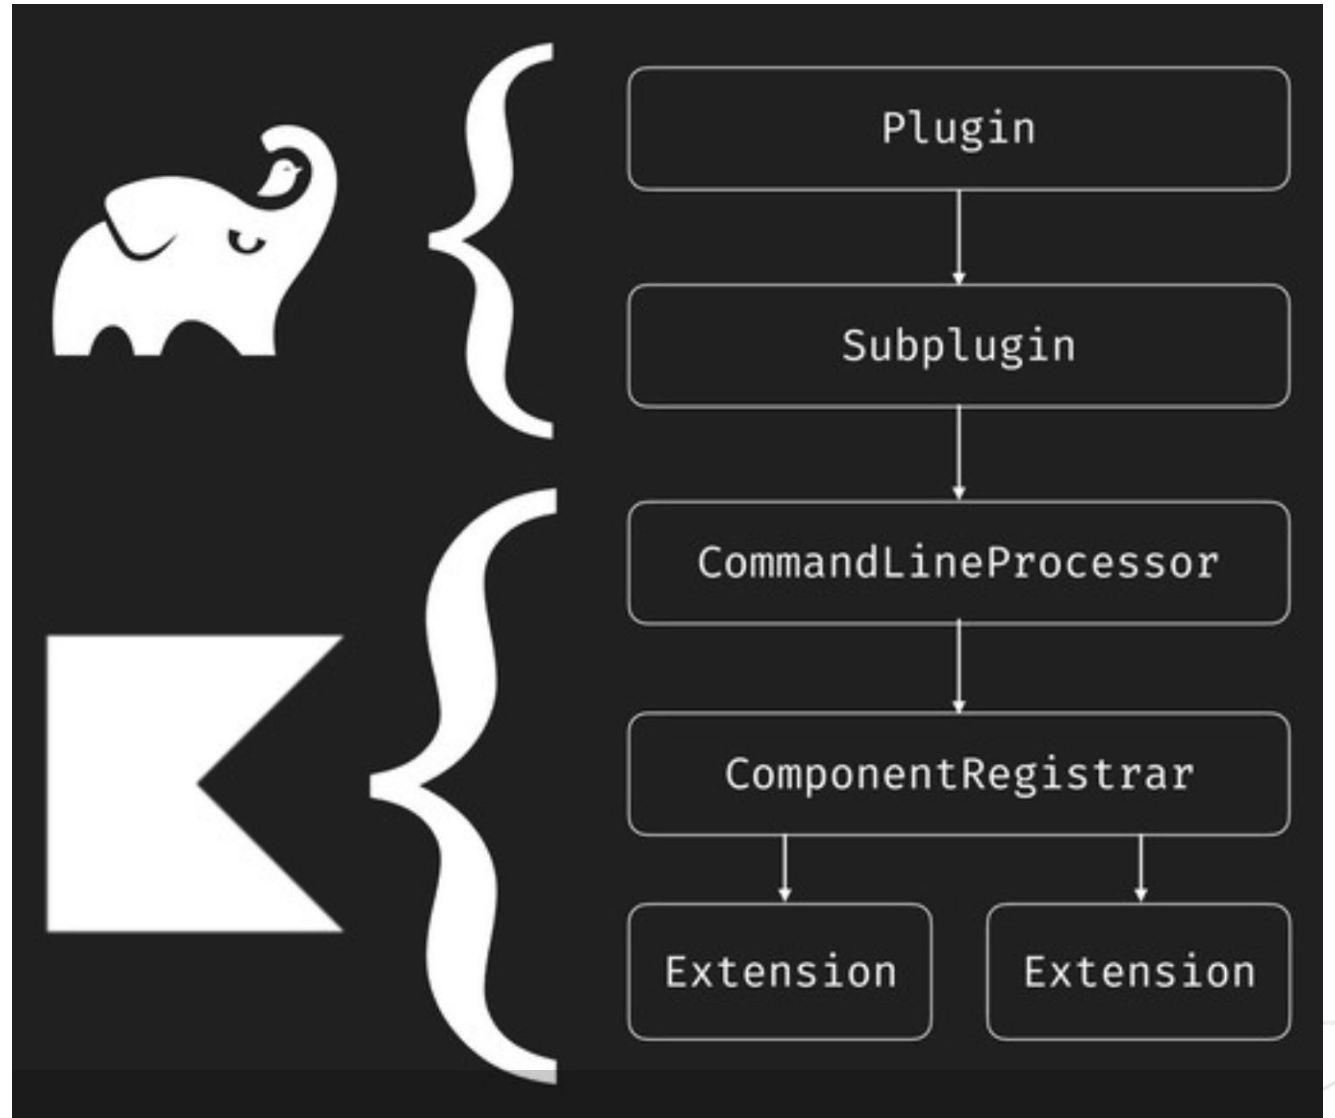 Plugin
Subplugin
CommandLineProcessor
ComponentRegistrar
Extension
Extension